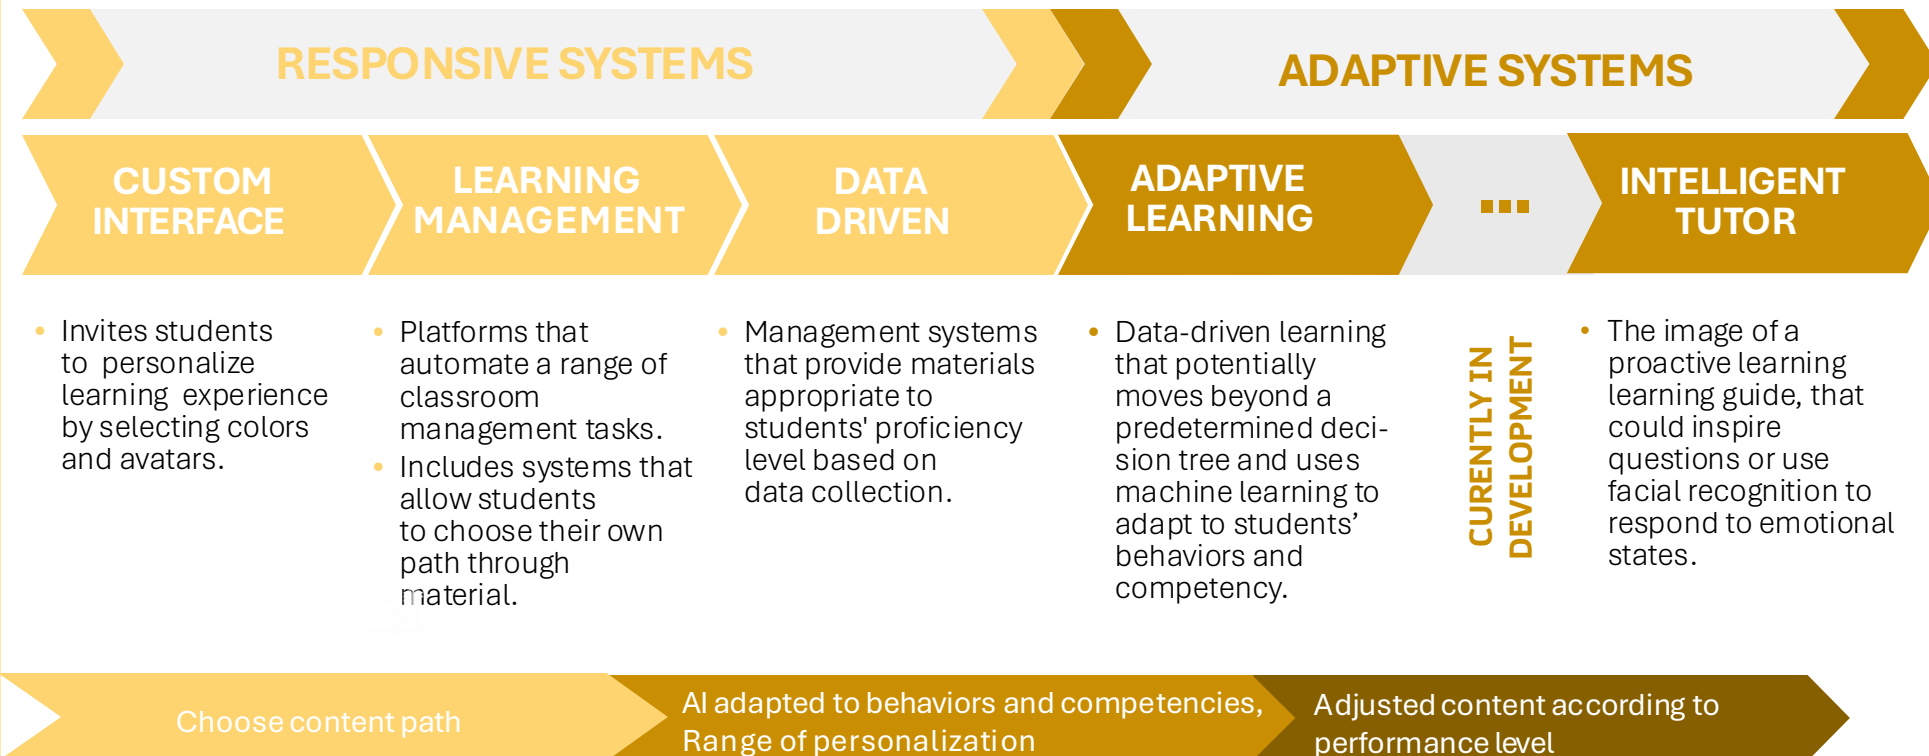 RESPONSIVE SYSTEMS
ADAPTIVE SYSTEMS
CUSTOM
INTERFACE
LEARNING
MANAGEMENT
DATA
DRIVEN
ADAPTIVE
LEARNING
...
INTELLIGENT
TUTOR
• Invites students
to personalize
learning experience
by selecting colors
and avatars.
• Platforms that
automate a range of
classroom
management tasks.
• Includes systems that
allow students
to choose their own
path through
material.
• Management systems
that provide materials
appropriate to
students' proficiency
level based on
data collection.
• Data-driven learning
that potentially
moves beyond a
predetermined deci-
sion tree and uses
machine learning to
adapt to students’
behaviors and
competency.
CURENTLY IN
DEVELOPMENT
• The image of a
proactive learning
learning guide, that
could inspire
questions or use
facial recognition to
respond to emotional
states.
Choose content path
AI adapted to behaviors and competencies,
Range of personalization
Adjusted content according to
performance level